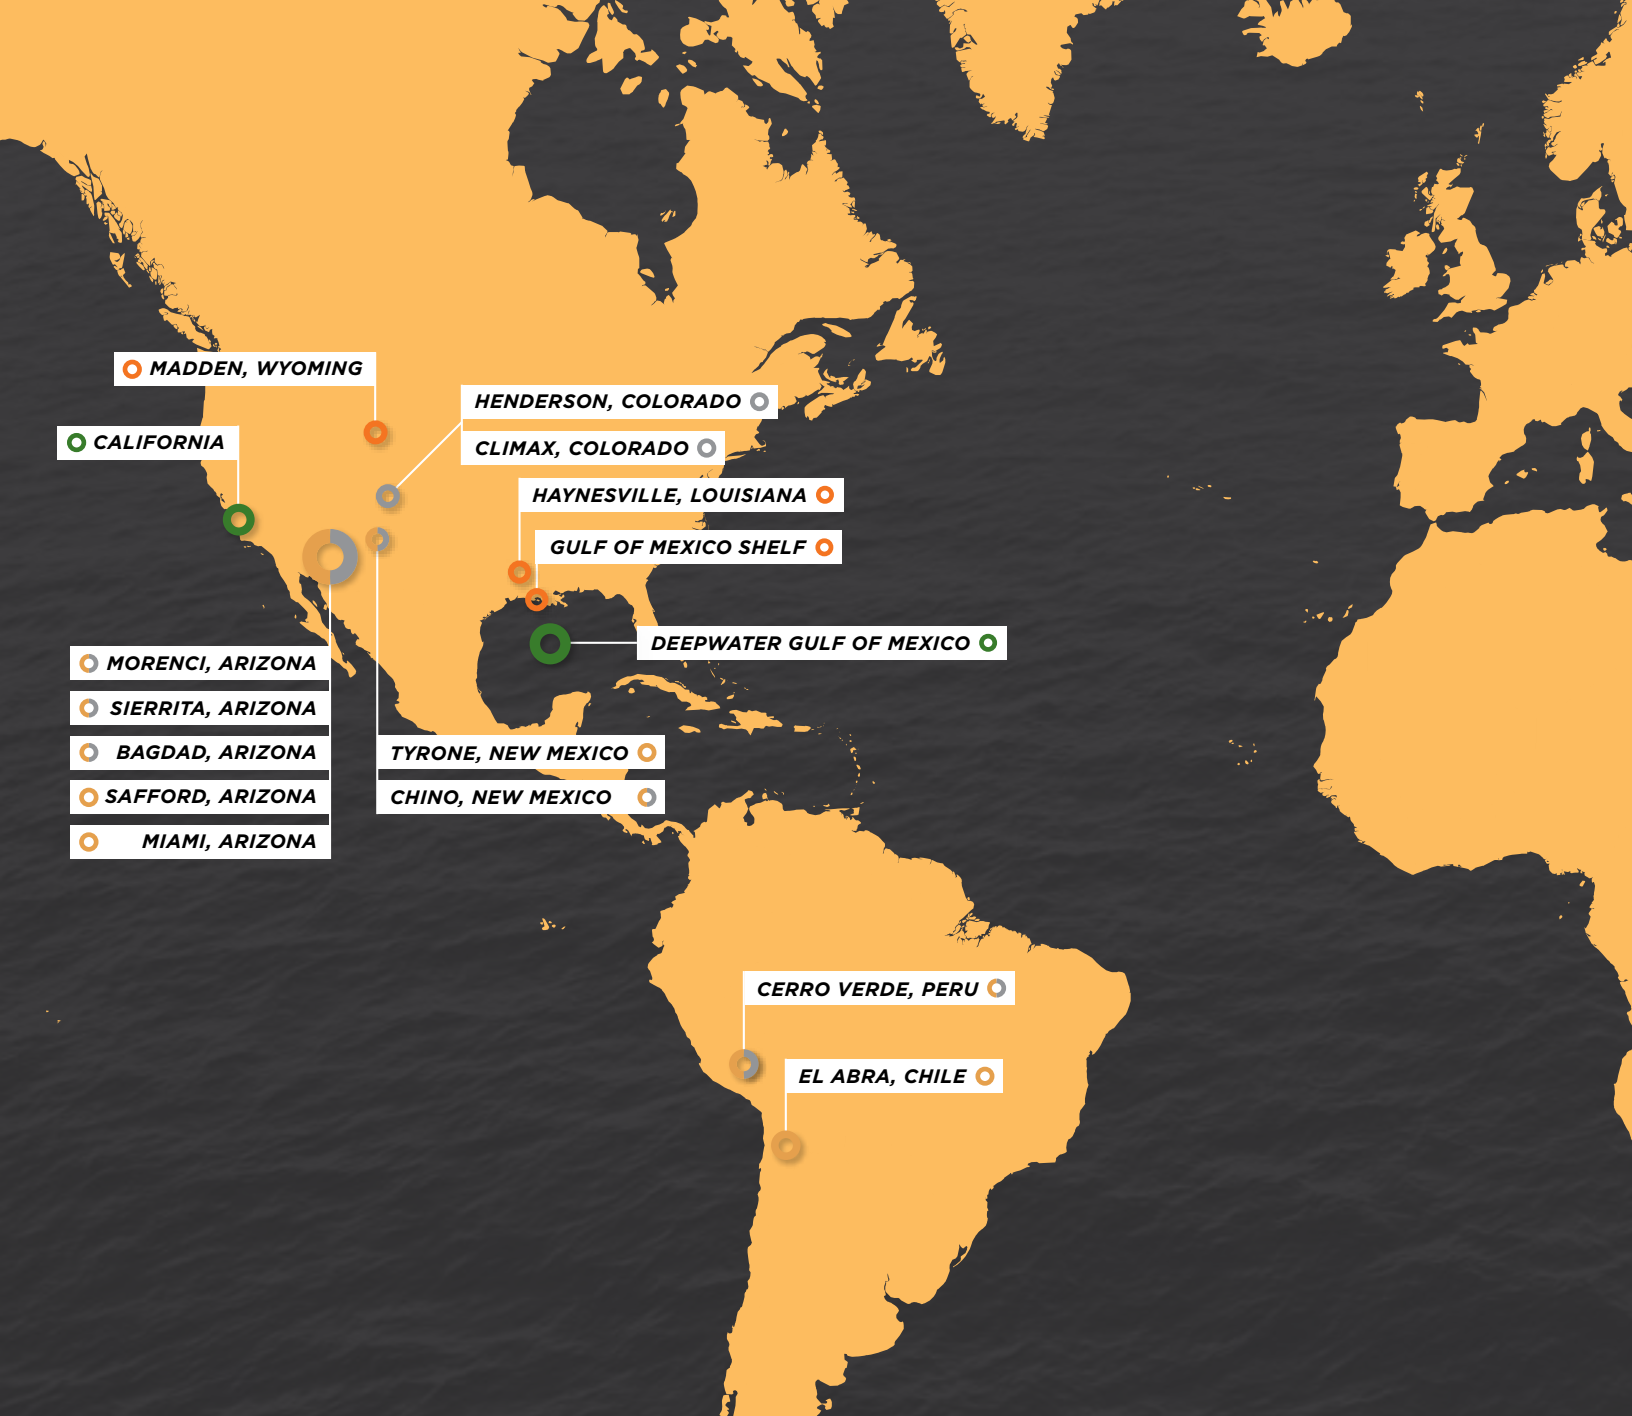 MADDEN, WYOMING
HENDERSON, COLORADO
CALIFORNIA
CLIMAX, COLORADO
HAYNESVILLE, LOUISIANA
GULF OF MEXICO SHELF
DEEPWATER GULF OF MEXICO
MORENCI, ARIZONA
SIERRITA, ARIZONA
BAGDAD, ARIZONA
SAFFORD, ARIZONA
MIAMI, ARIZONA
TYRONE, NEW MEXICO
CHINO, NEW MEXICO
CERRO VERDE, PERU
EL ABRA, CHILE